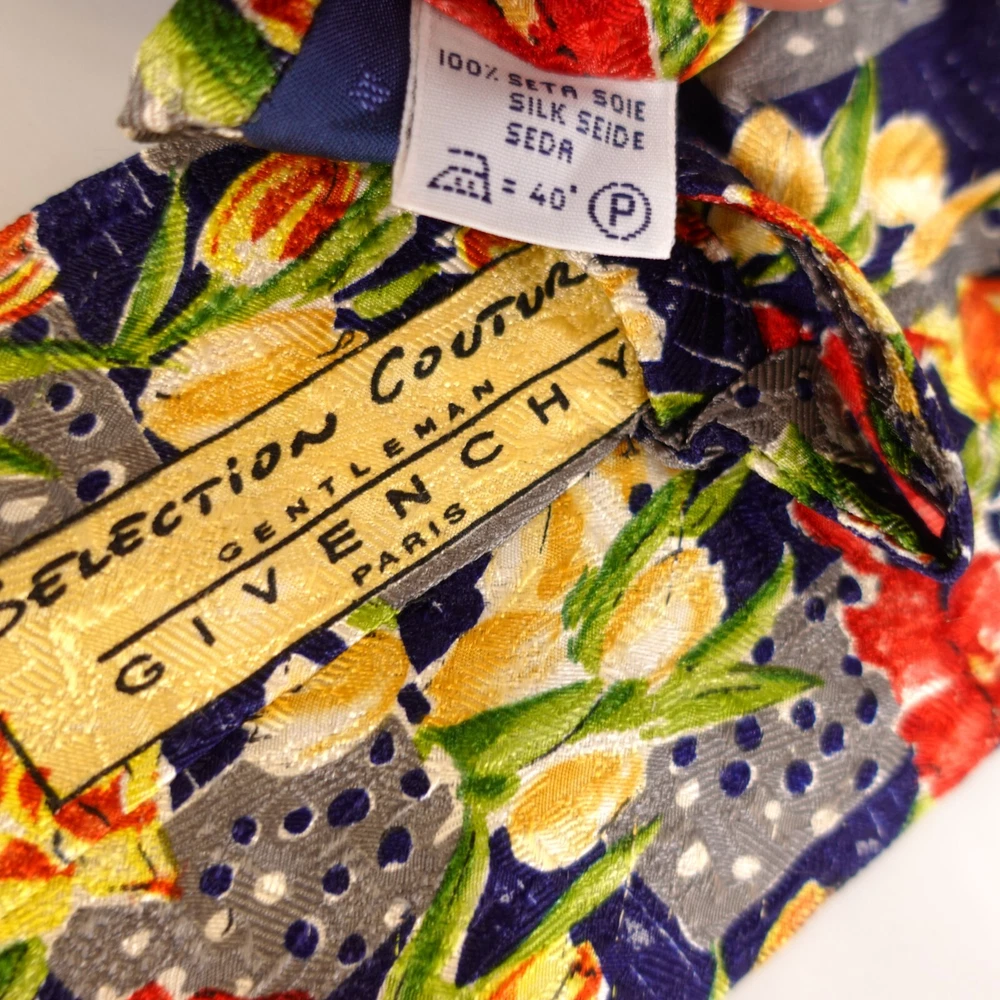 100% SETA SOIE
SILK SEIDE
SEDA
= 40°
P
SELECTION COUTUR
GENTLEMAN
GIVENCHY
PARIS